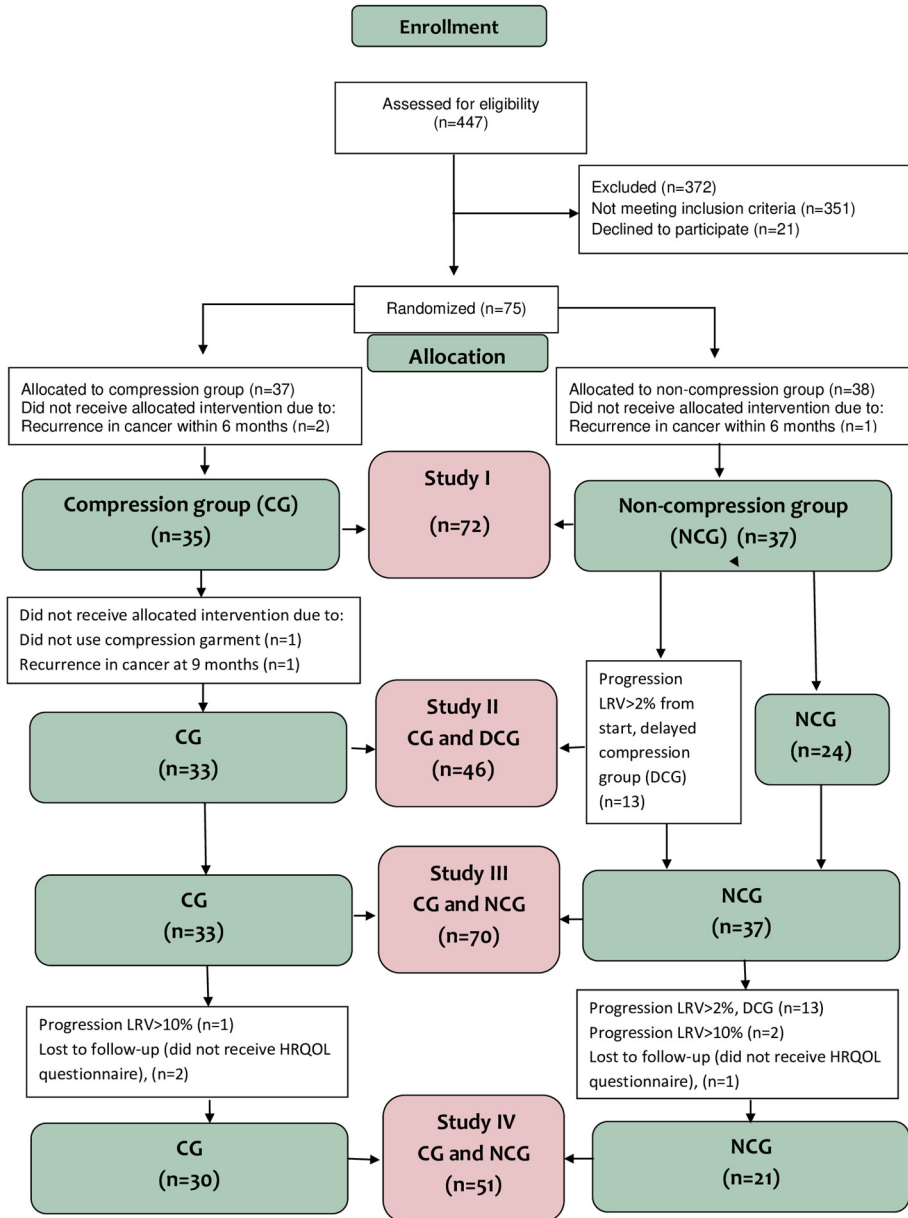 Enrollment
Assessed for eligibility
(n=447)
Excluded (n=372)
Not meeting inclusion criteria (n=351)
Declined to participate (n=21)
Randomized (n=75)
Allocation
Allocated to compression group (n=37)
Did not receive allocated intervention due to:
Recurrence in cancer within 6 months (n=2)
Allocated to non-compression group (n=38)
Did not receive allocated intervention due to:
Recurrence in cancer within 6 months (n=1)
Compression group (CG)
(n=35)
Study I
(n=72)
Non-compression group
(NCG) (n=37)
Did not receive allocated intervention due to:
Did not use compression garment (n=1)
Recurrence in cancer at 9 months (n=1)
Progression
LRV>2% from
start, delayed
compression
group (DCG)
(n=13)
NCG
(n=24)
CG
(n=33)
Study II
CG and DCG
(n=46)
CG
(n=33)
Study III
CG and NCG
(n=70)
NCG
(n=37)
Progression LRV>10% (n=1)
Lost to follow-up (did not receive HRQOL
questionnaire), (n=2)
Progression LRV>2%, DCG (n=13)
Progression LRV>10% (n=2)
Lost to follow-up (did not receive HRQOL
questionnaire), (n=1)
CG
(n=30)
Study IV
CG and NCG
(n=51)
NCG
(n=21)